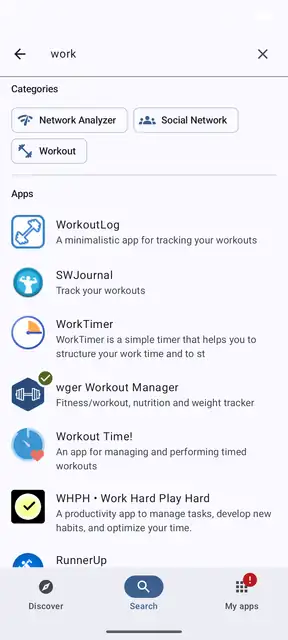 work
Categories
Network Analyzer
Social Network
Workout
Apps
WorkoutLog
A minimalistic app for tracking your workouts
SWJournal
Track your workouts
WorkTimer
WorkTimer is a simple timer that helps you to
structure your work time and to st
wger Workout Manager
Fitness/workout, nutrition and weight tracker
Workout Time!
An app for managing and performing timed
workouts
WHPH • Work Hard Play Hard
A productivity app to manage tasks, develop new
habits, and optimize your time.
RunnerUp
Discover
Search
My apps